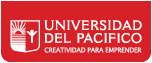 UNIVERSIDAD
DEL PACIFICO
CREATIVIDAD PARA EMPRENDER